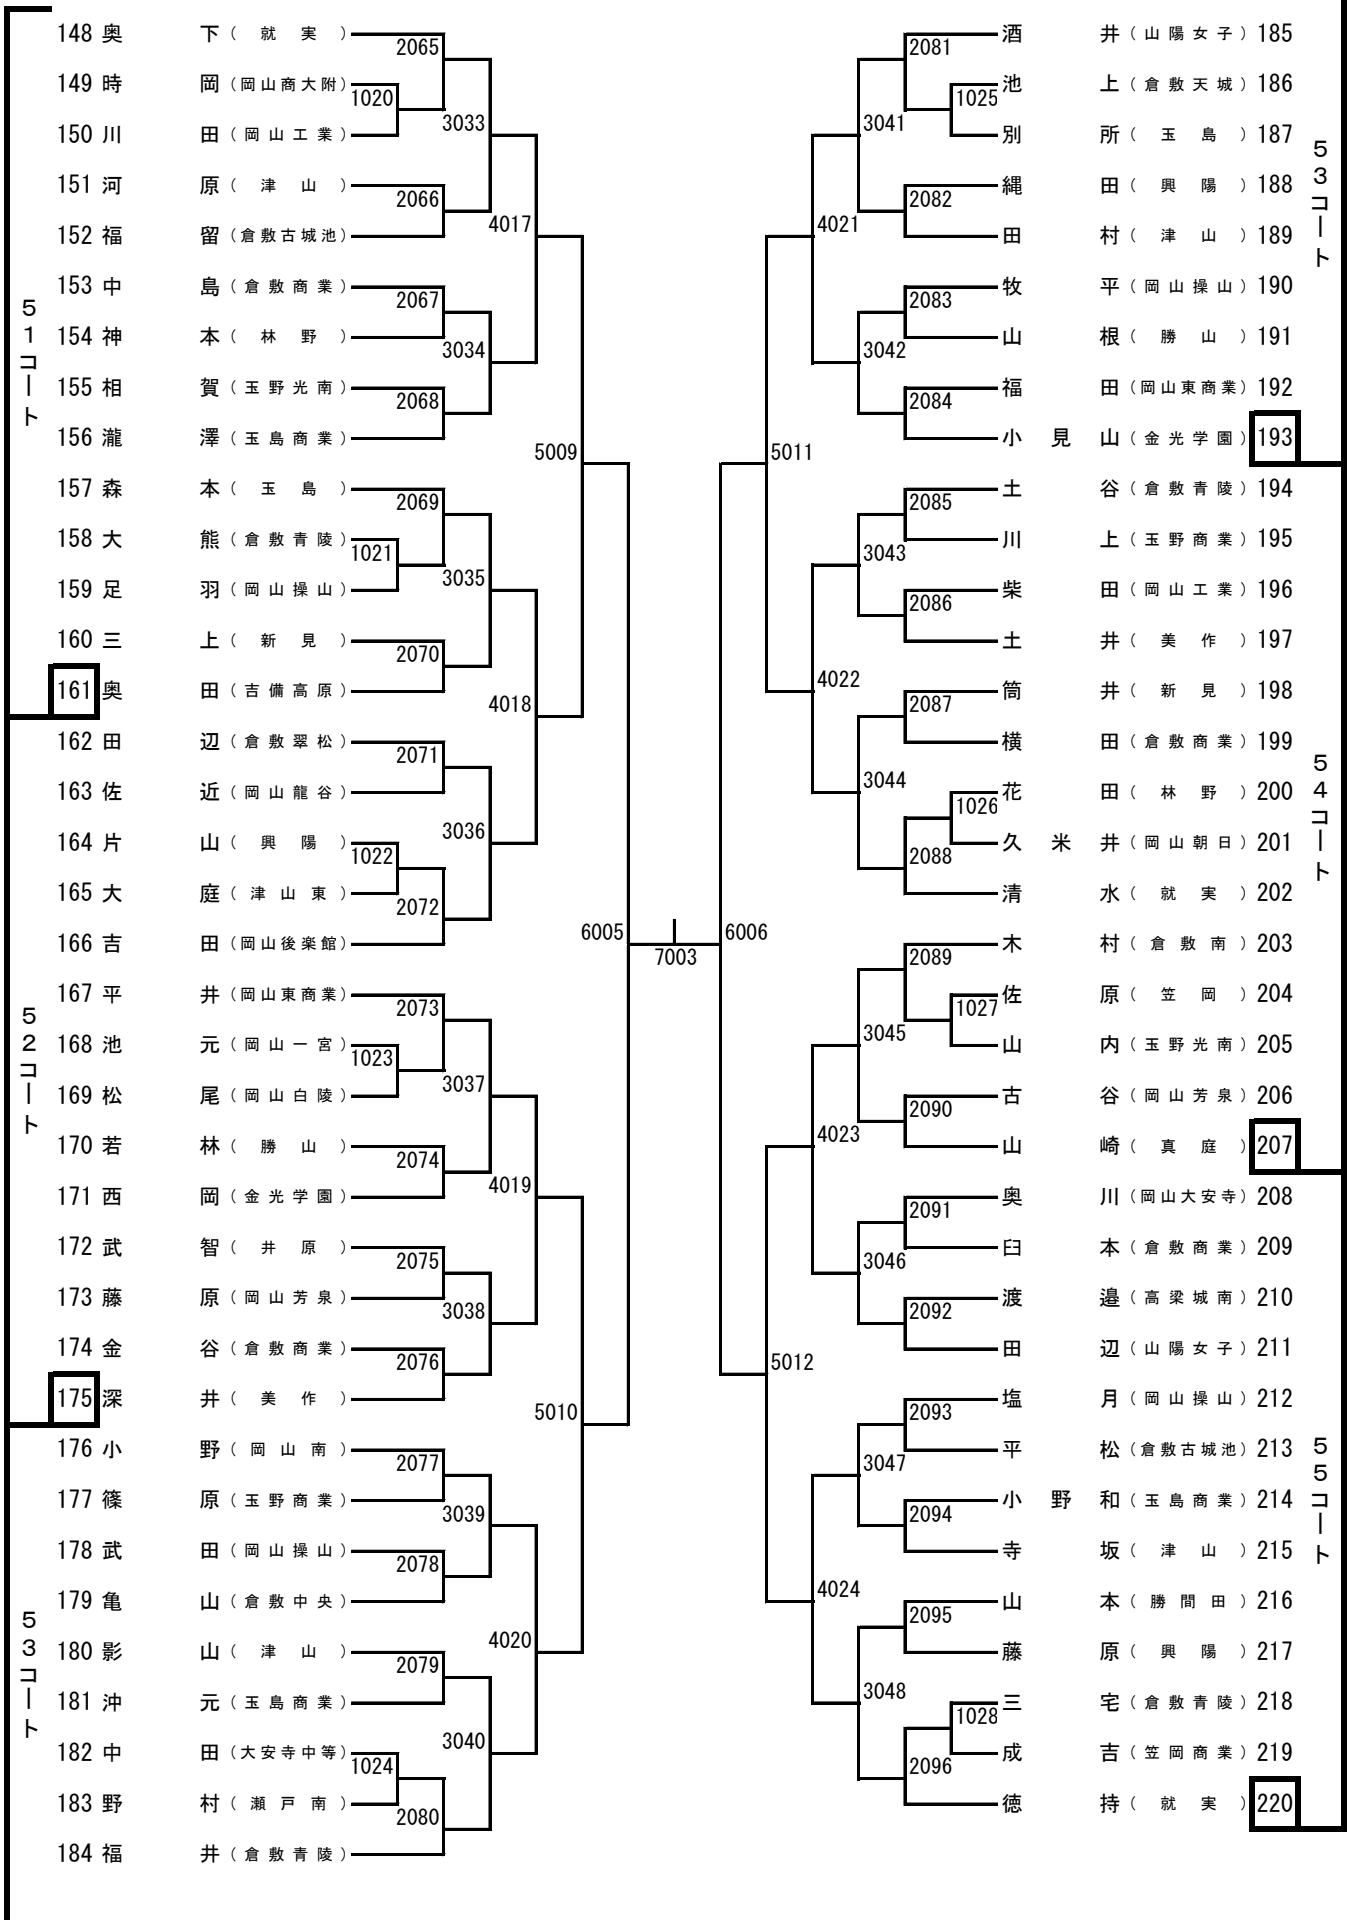 51コート
52コート
53コート
148 奥下（就実）
149 時岡（岡山商大附）
150 川田（岡山工業）
151 河原（津山）
152 福留（倉敷古城池）
153 中島（倉敷商業）
154 神本（林野）
155 相賀（玉野光南）
156 瀧澤（玉島商業）
157 森本（玉島）
158 大熊（倉敷青陵）
159 足羽（岡山操山）
160 三上（新見）
161 奥田（吉備高原）
162 田辺（倉敷翠松）
163 佐近（岡山龍谷）
164 片山（興陽）
165 大庭（津山東）
166 吉田（岡山後楽館）
167 平井（岡山東商業）
168 池元（岡山一宮）
169 松尾（岡山白陵）
170 若林（勝山）
171 西岡（金光学園）
172 武智（井原）
173 藤原（岡山芳泉）
174 金谷（倉敷商業）
175 深井（美作）
176 小野（岡山南）
177 篠原（玉野商業）
178 武田（岡山操山）
179 亀山（倉敷中央）
180 影山（津山）
181 沖元（玉島商業）
182 中田（大安寺中等）
183 野村（瀬戸南）
184 福井（倉敷青陵）
1020
1021
1022
1023
1024
2065
2066
2067
2068
2069
2070
2071
2072
2073
2074
2075
2076
2077
2078
2079
2080
3033
3034
3035
3036
3037
3038
3039
3040
4017
4018
4019
4020
5009
5010
6005
7003
6006
5011
5012
4021
4022
4023
4024
3041
3042
3043
3044
3045
3046
3047
3048
2081
2082
2083
2084
2085
2086
2087
2088
2089
2090
2091
2092
2093
2094
2095
2096
1025
1026
1027
1028
酒井（山陽女子）185
池上（倉敷天城）186
別所（玉島）187
縄田（興陽）188
田村（津山）189
牧平（岡山操山）190
山根（勝山）191
福田（岡山東商業）192
小見山（金光学園）193
土谷（倉敷青陵）194
川上（玉野商業）195
柴田（岡山工業）196
土井（美作）197
筒井（新見）198
横田（倉敷商業）199
花田（林野）200
久米井（岡山朝日）201
清水（就実）202
木村（倉敷南）203
佐原（笠岡）204
山内（玉野光南）205
古谷（岡山芳泉）206
山崎（真庭）207
奥川（岡山大安寺）208
臼本（倉敷商業）209
渡邉（高梁城南）210
田辺（山陽女子）211
塩月（岡山操山）212
平松（倉敷古城池）213
小野和（玉島商業）214
寺坂（津山）215
山本（勝間田）216
藤原（興陽）217
三宅（倉敷青陵）218
成吉（笠岡商業）219
徳持（就実）220
53コート
54コート
55コート